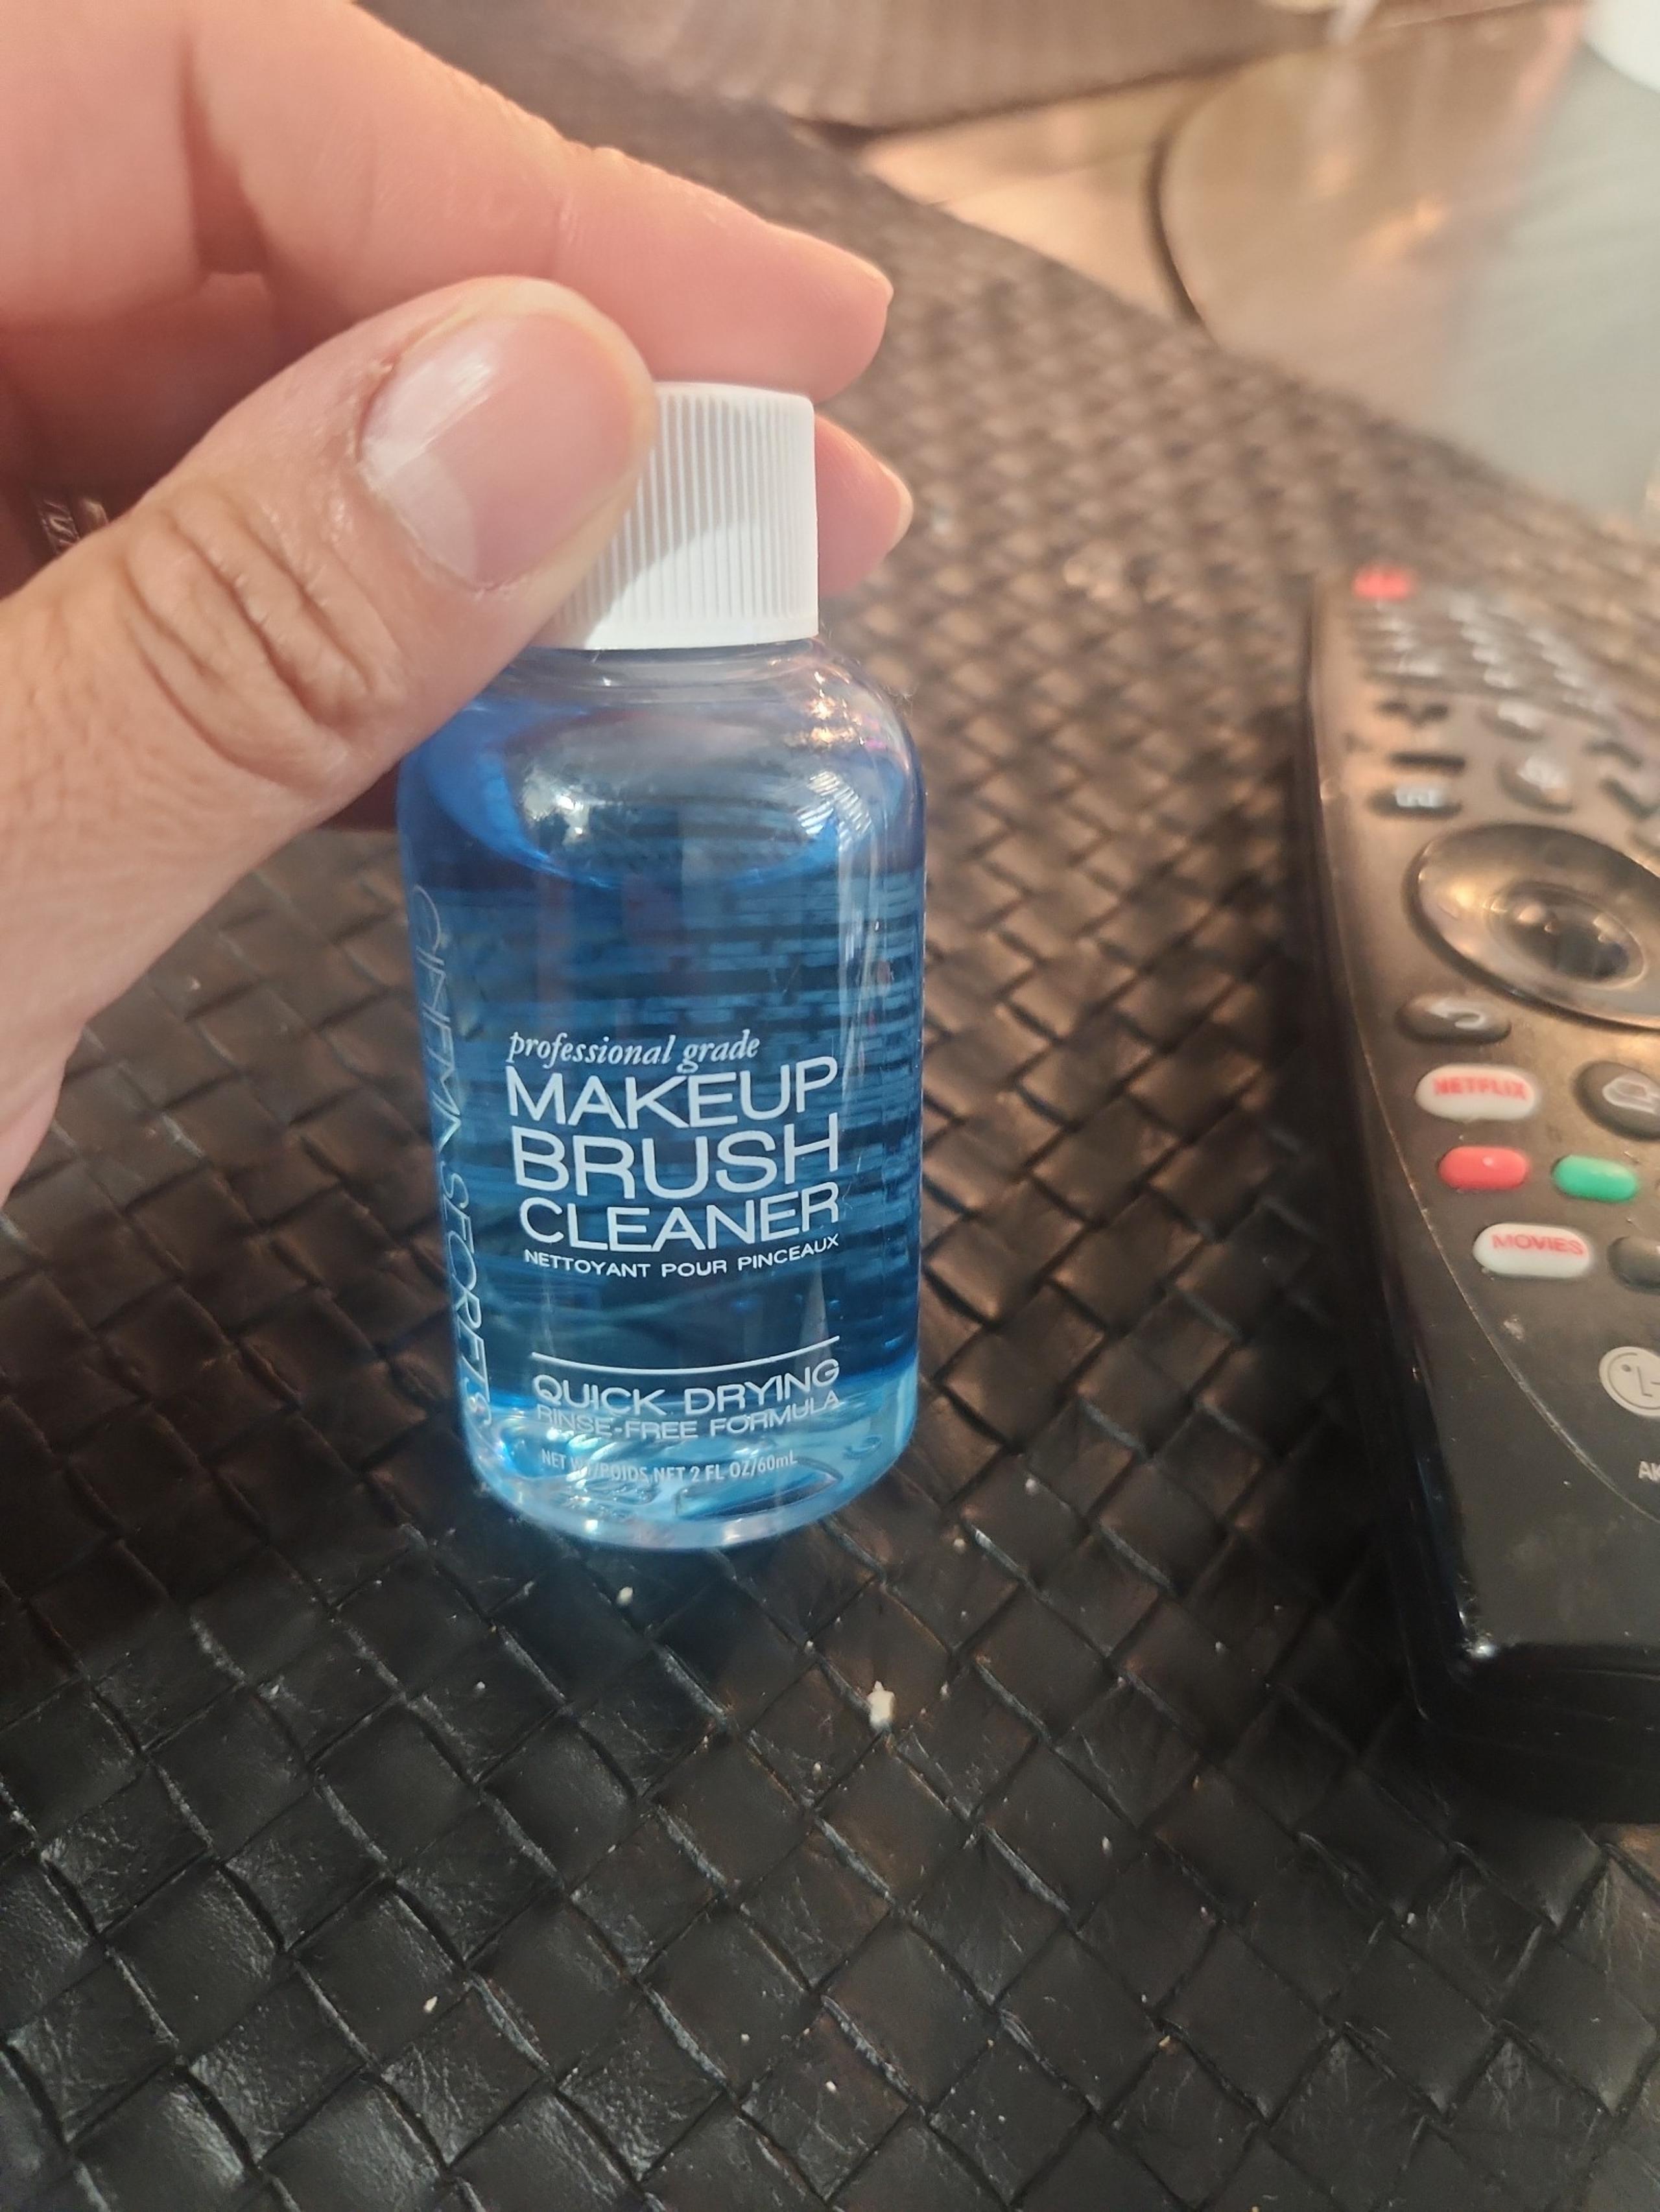 professional grade
MAKEUP
BRUSH
CLEANER
NETTOYANT POUR PINCEAUX
QUICK DRYING
RINSE-FREE FORMULA
NET WT/POIDS NET 2 FL OZ/60mL
CINEMA SECRETS
NETFLIX
MOVIES
LG